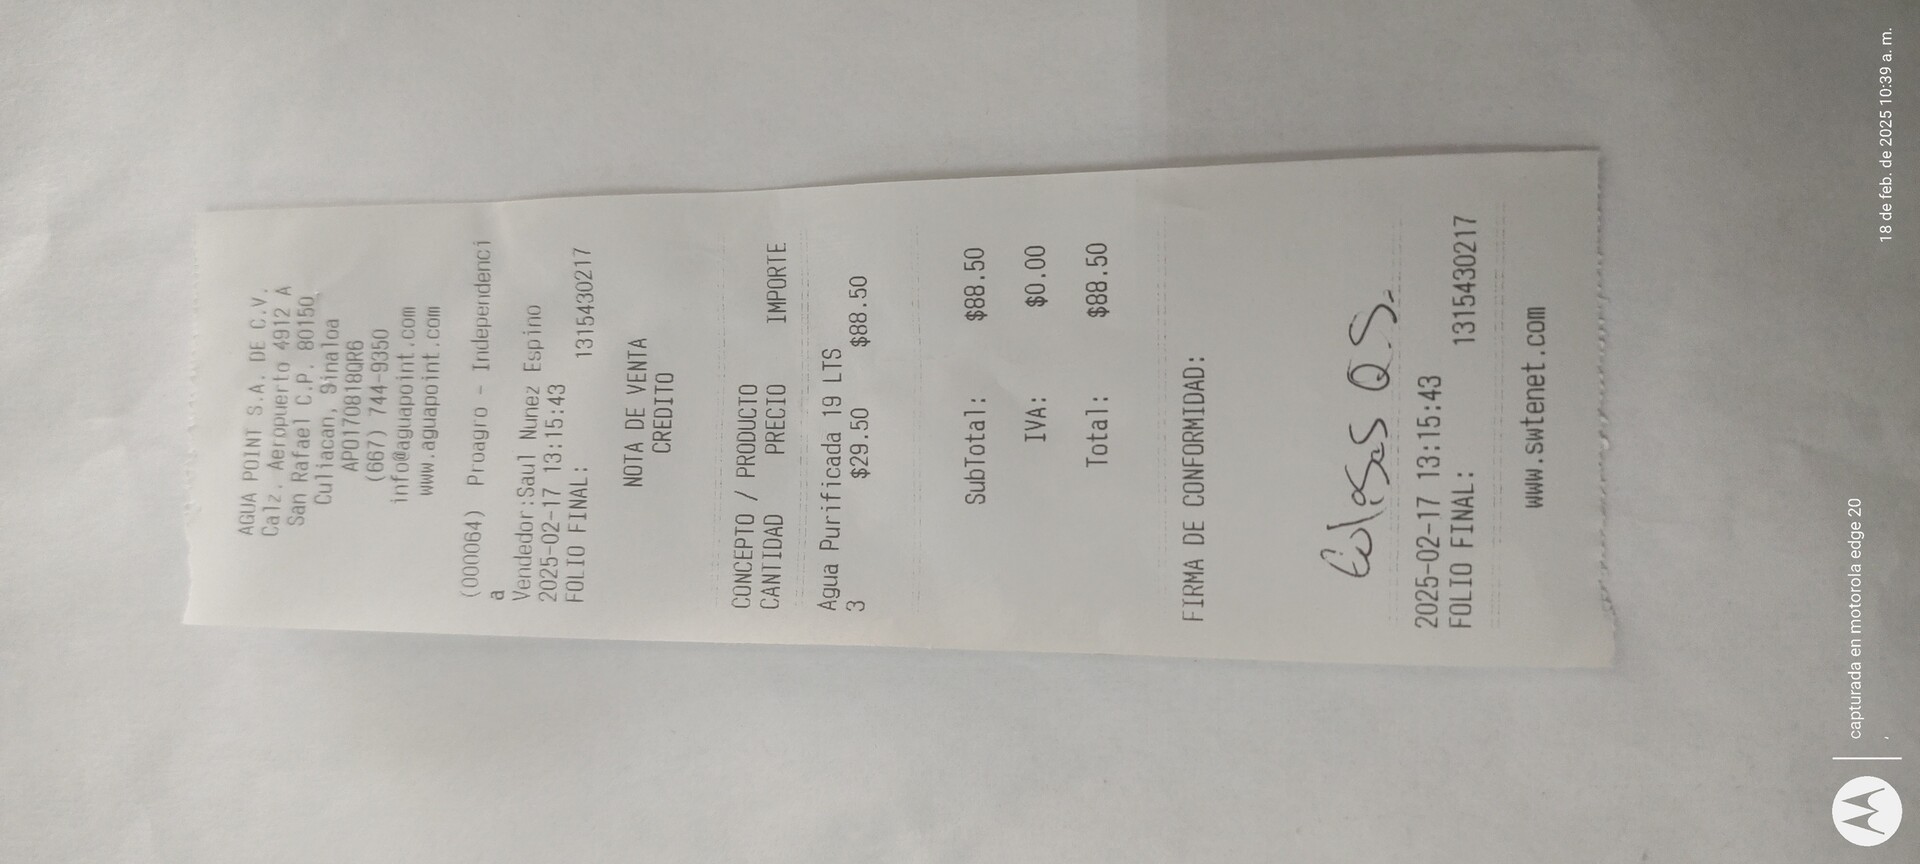 AGUA POINT S.A. DE C.V.
Calz. Aeropuerto 4912 A
San Rafael C.P. 80150
Culiacan, Sinaloa
APO170818QR6
(667) 744-9350
info@aguapoint.com
www.aguapoint.com
(000064) Proagro - Independenci
a
Vendedor:Saul Nunez Espino
2025-02-17 13:15:43
FOLIO FINAL: 1315430217
NOTA DE VENTA
CREDITO
CONCEPTO / PRODUCTO
CANTIDAD PRECIO IMPORTE
Agua Purificada 19 LTS
3 $29.50 $88.50
SubTotal: $88.50
IVA: $0.00
Total: $88.50
FIRMA DE CONFORMIDAD:
2025-02-17 13:15:43
FOLIO FINAL: 1315430217
www.swtenet.com
capturada en motorola edge 20
18 de feb. de 2025 10:39 a. m.